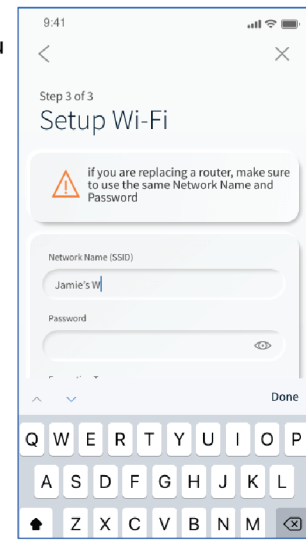 9:41
Step 3 of 3
Setup Wi-Fi
if you are replacing a router, make sure
to use the same Network Name and
Password
Network Name (SSID)
Jamie's W
Password
Done
Q W E R T Y U I O P
A S D F G H J K L
Z X C V B N M